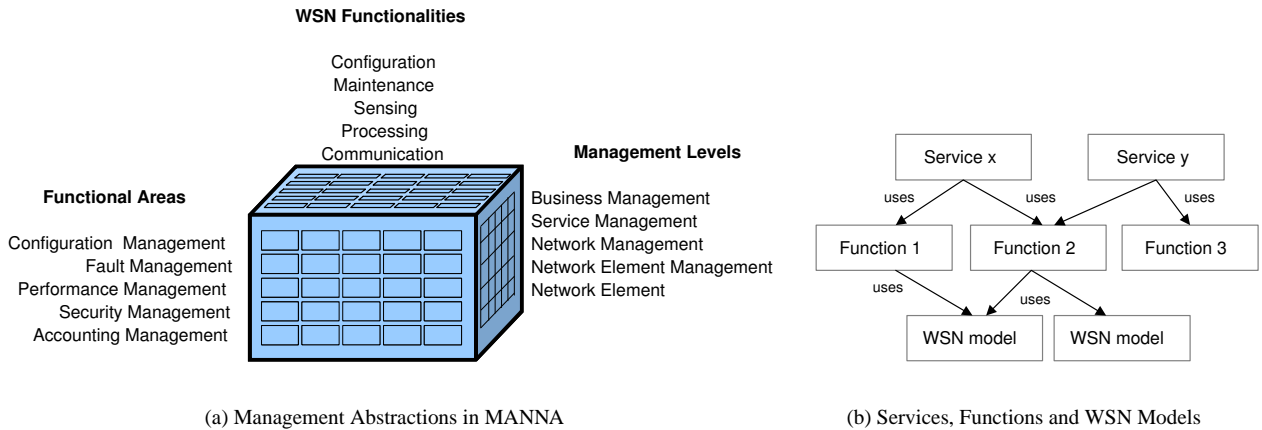 WSN Functionalities
Configuration
Maintenance
Sensing
Processing
Communication
Management Levels
Business Management
Service Management
Network Management
Network Element Management
Network Element
Functional Areas
Configuration Management
Fault Management
Performance Management
Security Management
Accounting Management
(a) Management Abstractions in MANNA
Service x
Service y
uses
uses
uses
Function 1
Function 2
Function 3
uses
uses
WSN model
WSN model
(b) Services, Functions and WSN Models